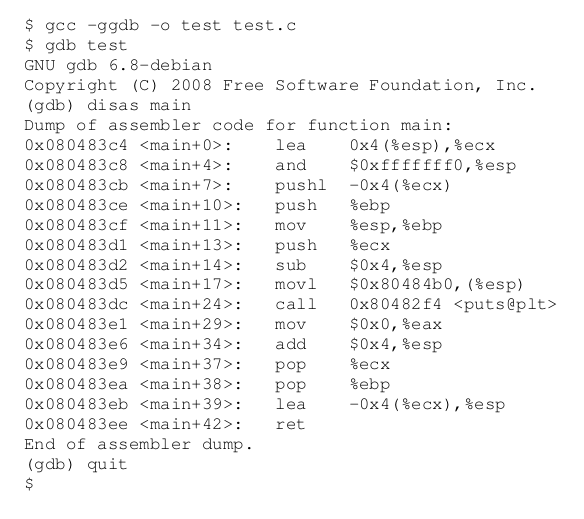 $ gcc -ggdb -o test test.c
$ gdb test
GNU gdb 6.8-debian
Copyright (C) 2008 Free Software Foundation, Inc.
(gdb) disas main
Dump of assembler code for function main:
0x080483c4 <main+0>: lea 0x4(%esp),%ecx
0x080483c8 <main+4>: and $0xfffffff0,%esp
0x080483cb <main+7>: pushl -0x4(%ecx)
0x080483ce <main+10>: push %ebp
0x080483cf <main+11>: mov %esp,%ebp
0x080483d1 <main+13>: push %ecx
0x080483d2 <main+14>: sub $0x4,%esp
0x080483d5 <main+17>: movl $0x80484b0,(%esp)
0x080483dc <main+24>: call 0x80482f4 <puts@plt>
0x080483e1 <main+29>: mov $0x0,%eax
0x080483e6 <main+34>: add $0x4,%esp
0x080483e9 <main+37>: pop %ecx
0x080483ea <main+38>: pop %ebp
0x080483eb <main+39>: lea -0x4(%ecx),%esp
0x080483ee <main+42>: ret
End of assembler dump.
(gdb) quit
$